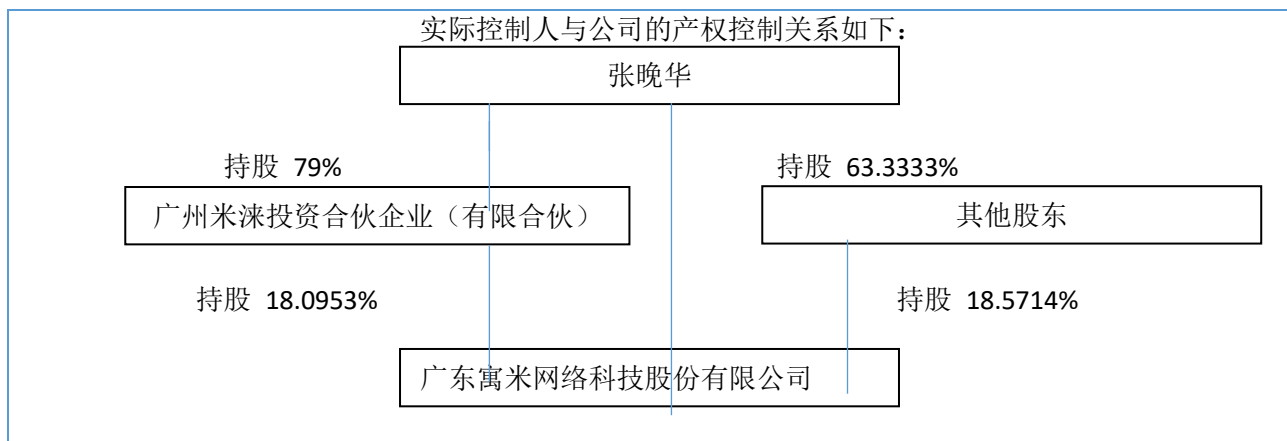 实际控制人与公司的产权控制关系如下：
张晚华
持股 79%
持股 63.3333%
广州米涞投资合伙企业（有限合伙）
其他股东
持股 18.0953%
持股 18.5714%
广东寓米网络科技股份有限公司